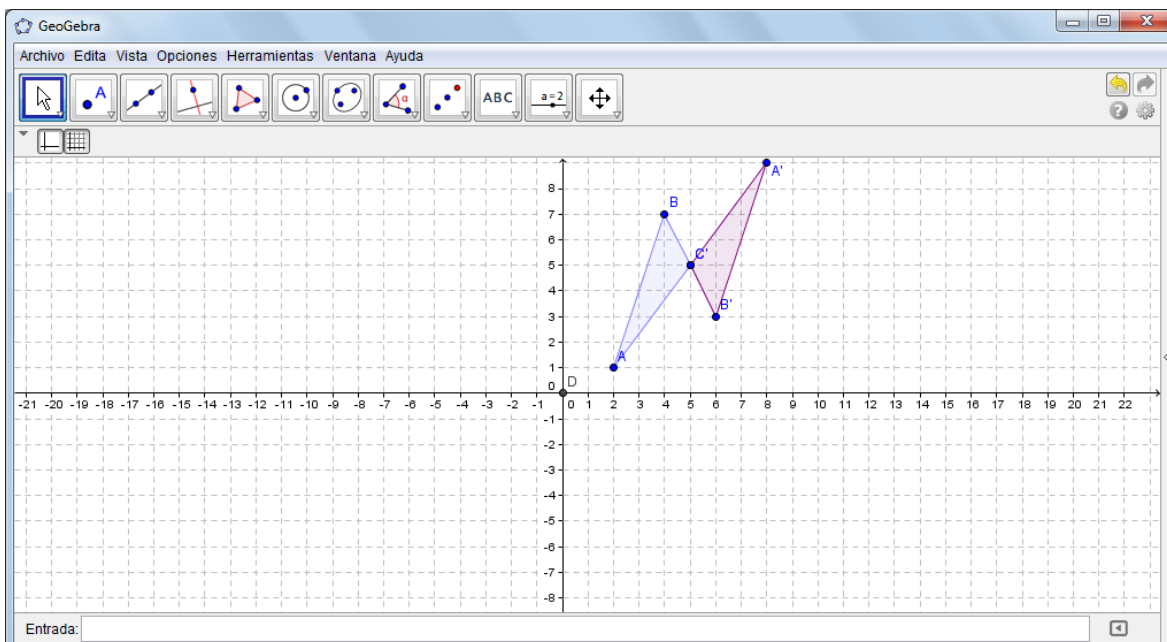 GeoGebra
Archivo Edita Vista Opciones Herramientas Ventana Ayuda
A α ABC a=2
A'
8
B
7
6
C'
5
4
B'
3
2
A
1
0 D
-21 -20 -19 -18 -17 -16 -15 -14 -13 -12 -11 -10 -9 -8 -7 -6 -5 -4 -3 -2 -1 0 1 2 3 4 5 6 7 8 9 10 11 12 13 14 15 16 17 18 19 20 21 22
-1
-2
-3
-4
-5
-6
-7
-8
Entrada: